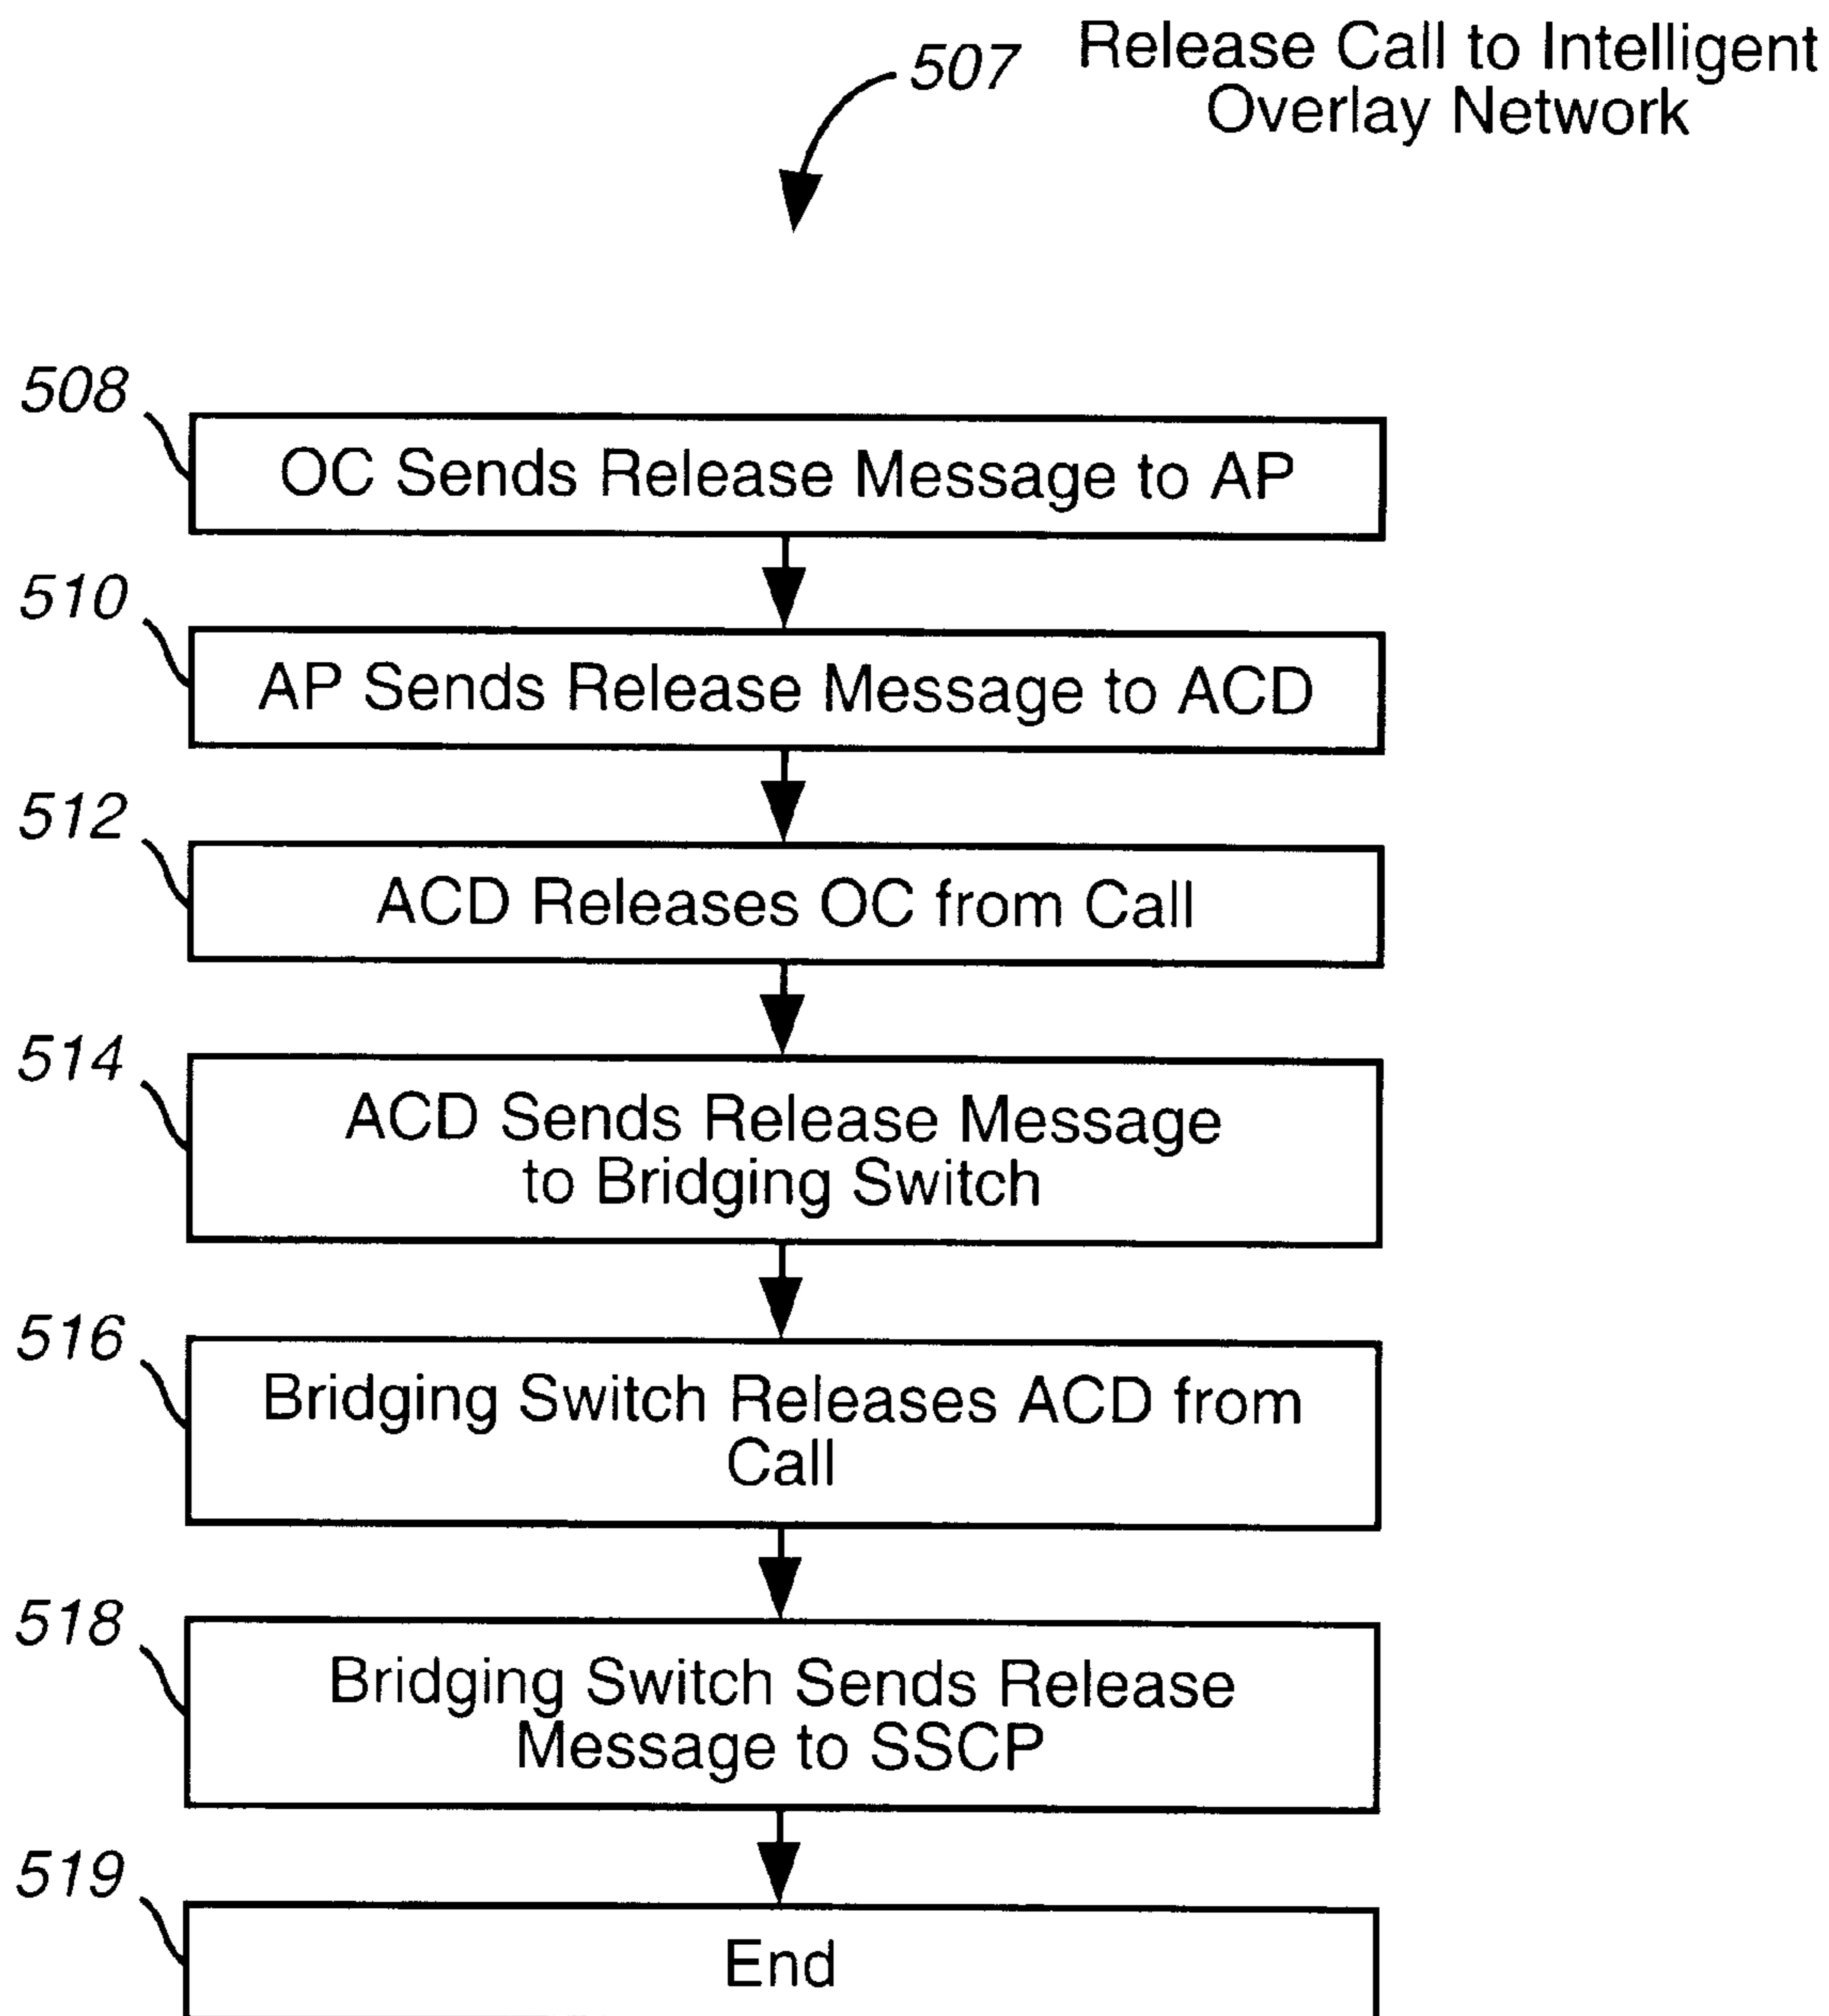 507 Release Call to Intelligent
Overlay Network
508
OC Sends Release Message to AP
510
AP Sends Release Message to ACD
512
ACD Releases OC from Call
514
ACD Sends Release Message
to Bridging Switch
516
Bridging Switch Releases ACD from
Call
518
Bridging Switch Sends Release
Message to SSCP
519
End